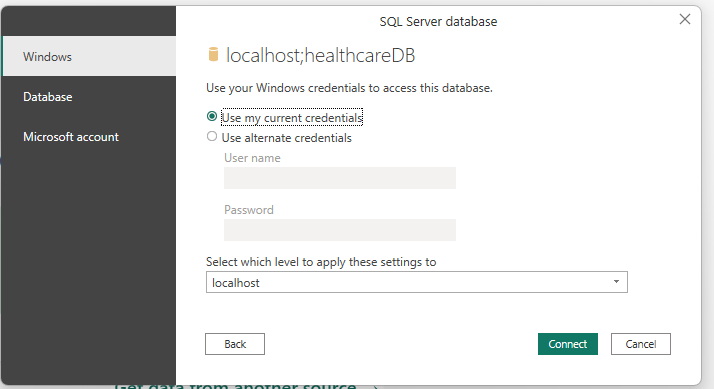 SQL Server database
Windows
Database
Microsoft account
localhost;healthcareDB
Use your Windows credentials to access this database.
Use my current credentials
Use alternate credentials
User name
Password
Select which level to apply these settings to
localhost
Back
Connect
Cancel
Get data from another source